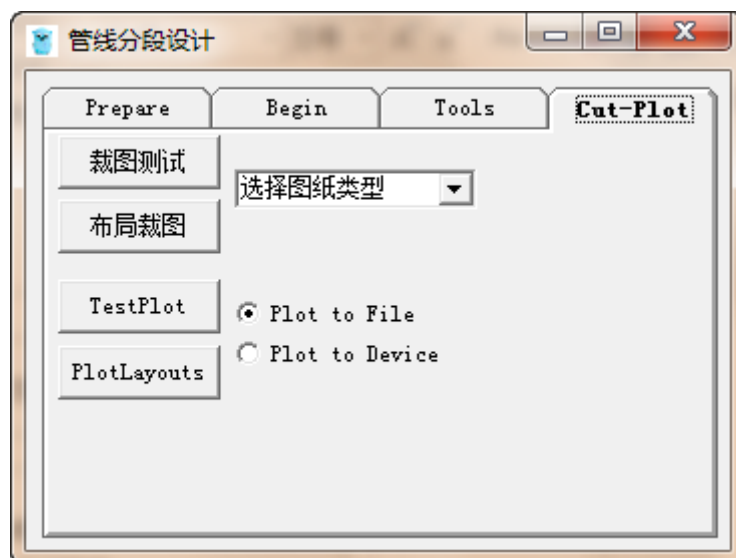 管线分段设计
Prepare Begin Tools Cut-Plot
裁图测试
选择图纸类型
布局裁图
TestPlot
Plot to File
Plot to Device
PlotLayouts